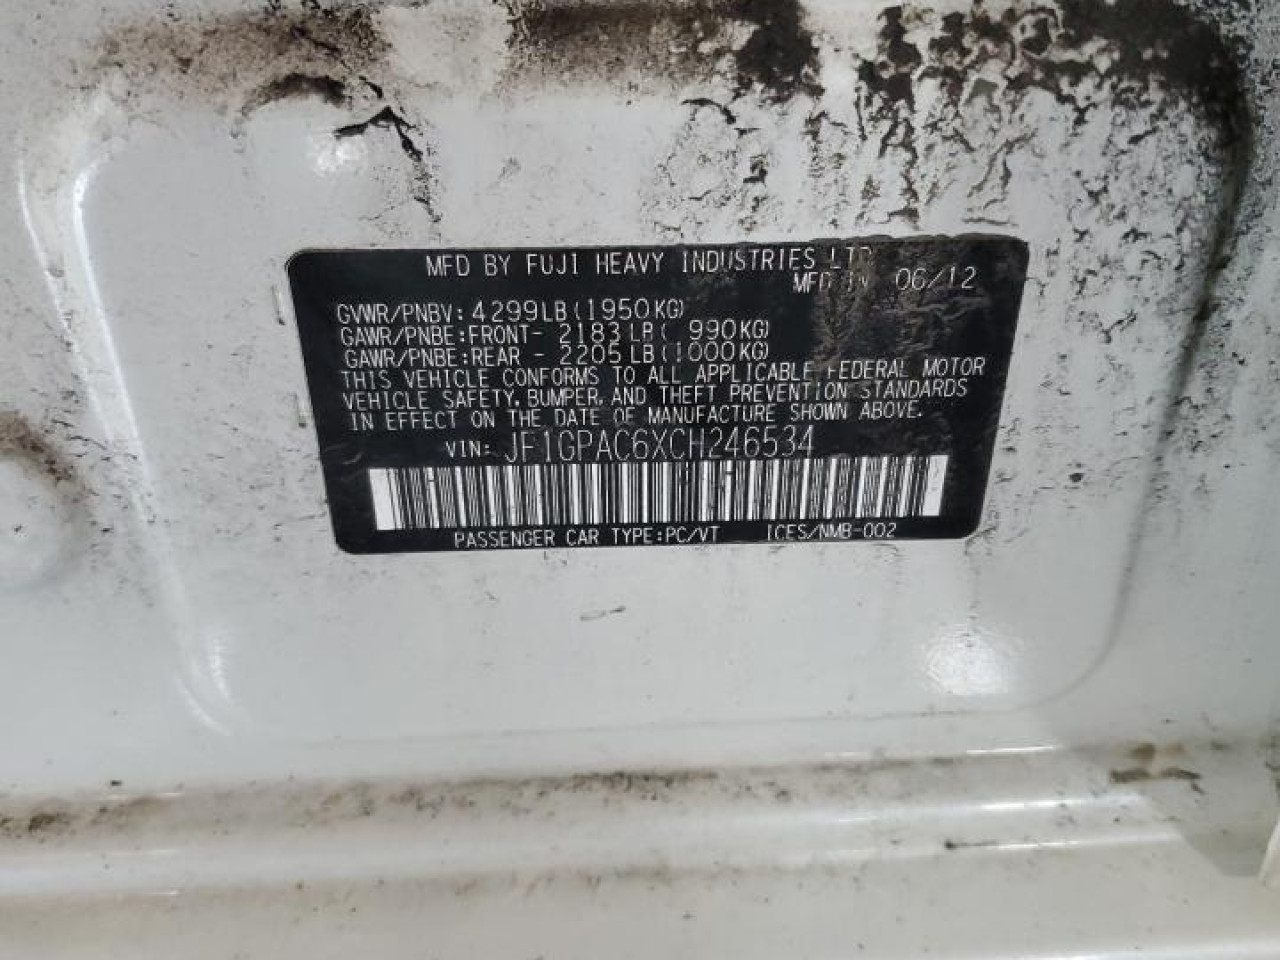 MFD BY FUJI HEAVY INDUSTRIES LTD
MFD IN 06/12
GVWR/PNBV: 4299LB(1950KG)
GAWR/PNBE:FRONT- 2183LB( 990KG)
GAWR/PNBE:REAR - 2205LB(1000KG)
THIS VEHICLE CONFORMS TO ALL APPLICABLE FEDERAL MOTOR
VEHICLE SAFETY, BUMPER, AND THEFT PREVENTION STANDARDS
IN EFFECT ON THE DATE OF MANUFACTURE SHOWN ABOVE.
VIN: JF1GPAC6XCH246534
PASSENGER CAR TYPE:PC/VT ICES/NMB-002